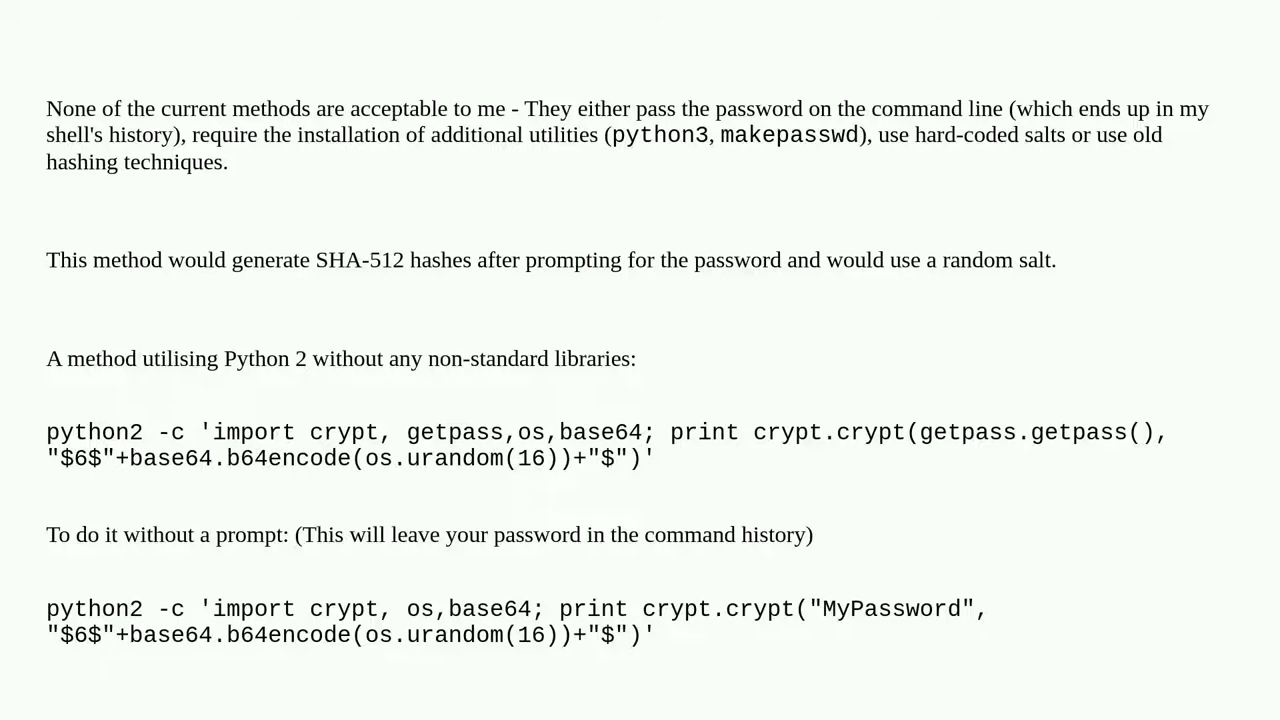 None of the current methods are acceptable to me - They either pass the password on the command line (which ends up in my
shell's history), require the installation of additional utilities (python3, makepasswd), use hard-coded salts or use old
hashing techniques.
This method would generate SHA-512 hashes after prompting for the password and would use a random salt.
A method utilising Python 2 without any non-standard libraries:
python2 -c 'import crypt, getpass,os,base64; print crypt.crypt(getpass.getpass(),
"$6$"+base64.b64encode(os.urandom(16))+"$")'
To do it without a prompt: (This will leave your password in the command history)
python2 -c 'import crypt, os,base64; print crypt.crypt("MyPassword",
"$6$"+base64.b64encode(os.urandom(16))+"$")'